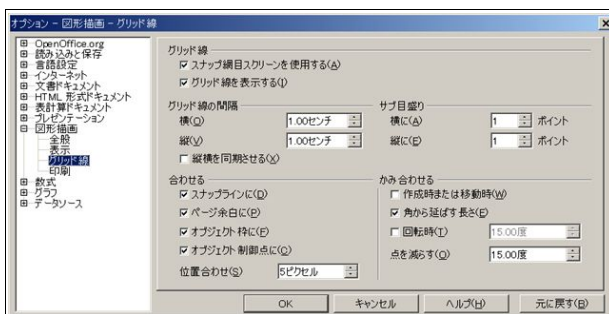 オプション - 図形描画 - グリッド線
OpenOffice.org
読み込みと保存
言語設定
インターネット
文書ドキュメント
HTML 形式ドキュメント
表計算ドキュメント
プレゼンテーション
図形描画
全般
表示
グリッド線
印刷
数式
グラフ
データソース
グリッド線
スナップ網目スクリーンを使用する(A)
グリッド線を表示する(I)
グリッド線の間隔
横(O) 1.00センチ
縦(V) 1.00センチ
縦横を同期させる(X)
サブ目盛り
横に(A) 1 ポイント
縦に(E) 1 ポイント
合わせる
スナップラインに(D)
ページ余白に(P)
オブジェクト枠に(F)
オブジェクト制御点に(C)
位置合わせ(S) 5ピクセル
かみ合わせる
作成時または移動時(W)
角から延ばす長さ(E)
回転時(T) 15.00度
点を減らす(O) 15.00度
OK キャンセル ヘルプ(H) 元に戻す(B)